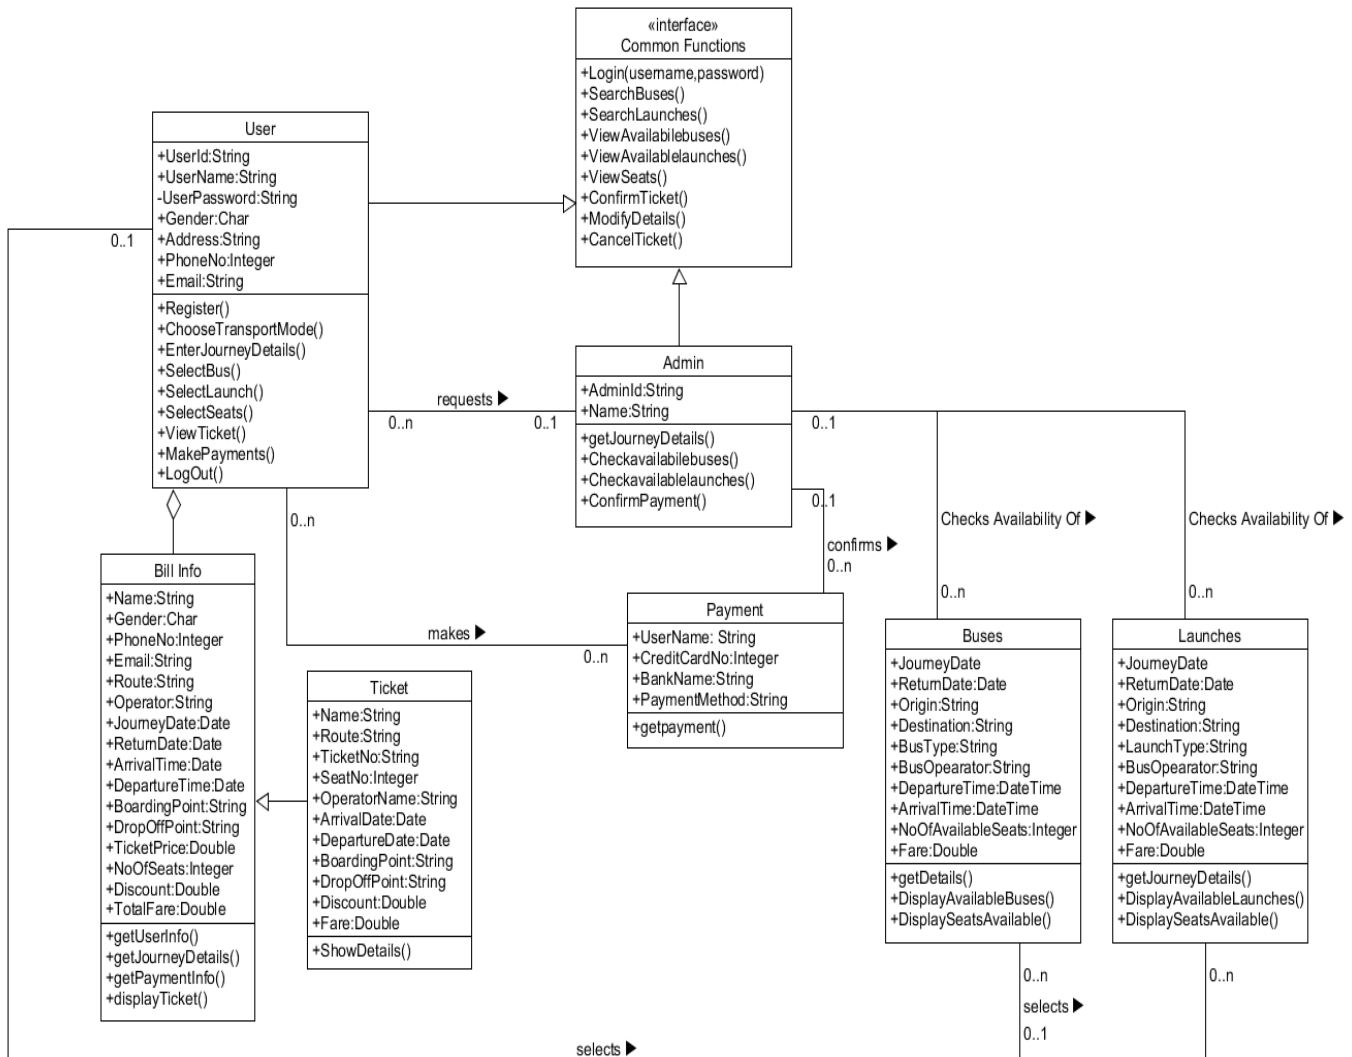 «interface»
Common Functions
+Login(username,password)
+SearchBuses()
+SearchLaunches()
+ViewAvailabilebuses()
+ViewAvailablelaunches()
+ViewSeats()
+ConfirmTicket()
+ModifyDetails()
+CancelTicket()
User
+UserId:String
+UserName:String
-UserPassword:String
+Gender:Char
+Address:String
+PhoneNo:Integer
+Email:String
+Register()
+ChooseTransportMode()
+EnterJourneyDetails()
+SelectBus()
+SelectLaunch()
+SelectSeats()
+ViewTicket()
+MakePayments()
+LogOut()
0..1
requests ▶
0..n
0..1
Admin
+AdminId:String
+Name:String
+getJourneyDetails()
+Checkavailabilebuses()
+Checkavailablelaunches()
+ConfirmPayment()
0..1
0..1
Checks Availability Of ▶
Checks Availability Of ▶
confirms ▶
0..n
0..n
0..n
0..n
makes ▶
0..n
Bill Info
+Name:String
+Gender:Char
+PhoneNo:Integer
+Email:String
+Route:String
+Operator:String
+JourneyDate:Date
+ReturnDate:Date
+ArrivalTime:Date
+DepartureTime:Date
+BoardingPoint:String
+DropOffPoint:String
+TicketPrice:Double
+NoOfSeats:Integer
+Discount:Double
+TotalFare:Double
+getUserInfo()
+getJourneyDetails()
+getPaymentInfo()
+displayTicket()
Ticket
+Name:String
+Route:String
+TicketNo:String
+SeatNo:Integer
+OperatorName:String
+ArrivalDate:Date
+DepartureDate:Date
+BoardingPoint:String
+DropOffPoint:String
+Discount:Double
+Fare:Double
+ShowDetails()
Payment
+UserName: String
+CreditCardNo:Integer
+BankName:String
+PaymentMethod:String
+getpayment()
Buses
+JourneyDate
+ReturnDate:Date
+Origin:String
+Destination:String
+BusType:String
+BusOpearator:String
+DepartureTime:DateTime
+ArrivalTime:DateTime
+NoOfAvailableSeats:Integer
+Fare:Double
+getDetails()
+DisplayAvailableBuses()
+DisplaySeatsAvailable()
Launches
+JourneyDate
+ReturnDate:Date
+Origin:String
+Destination:String
+LaunchType:String
+BusOpearator:String
+DepartureTime:DateTime
+ArrivalTime:DateTime
+NoOfAvailableSeats:Integer
+Fare:Double
+getJourneyDetails()
+DisplayAvailableLaunches()
+DisplaySeatsAvailable()
0..n
0..n
selects ▶
0..1
selects ▶